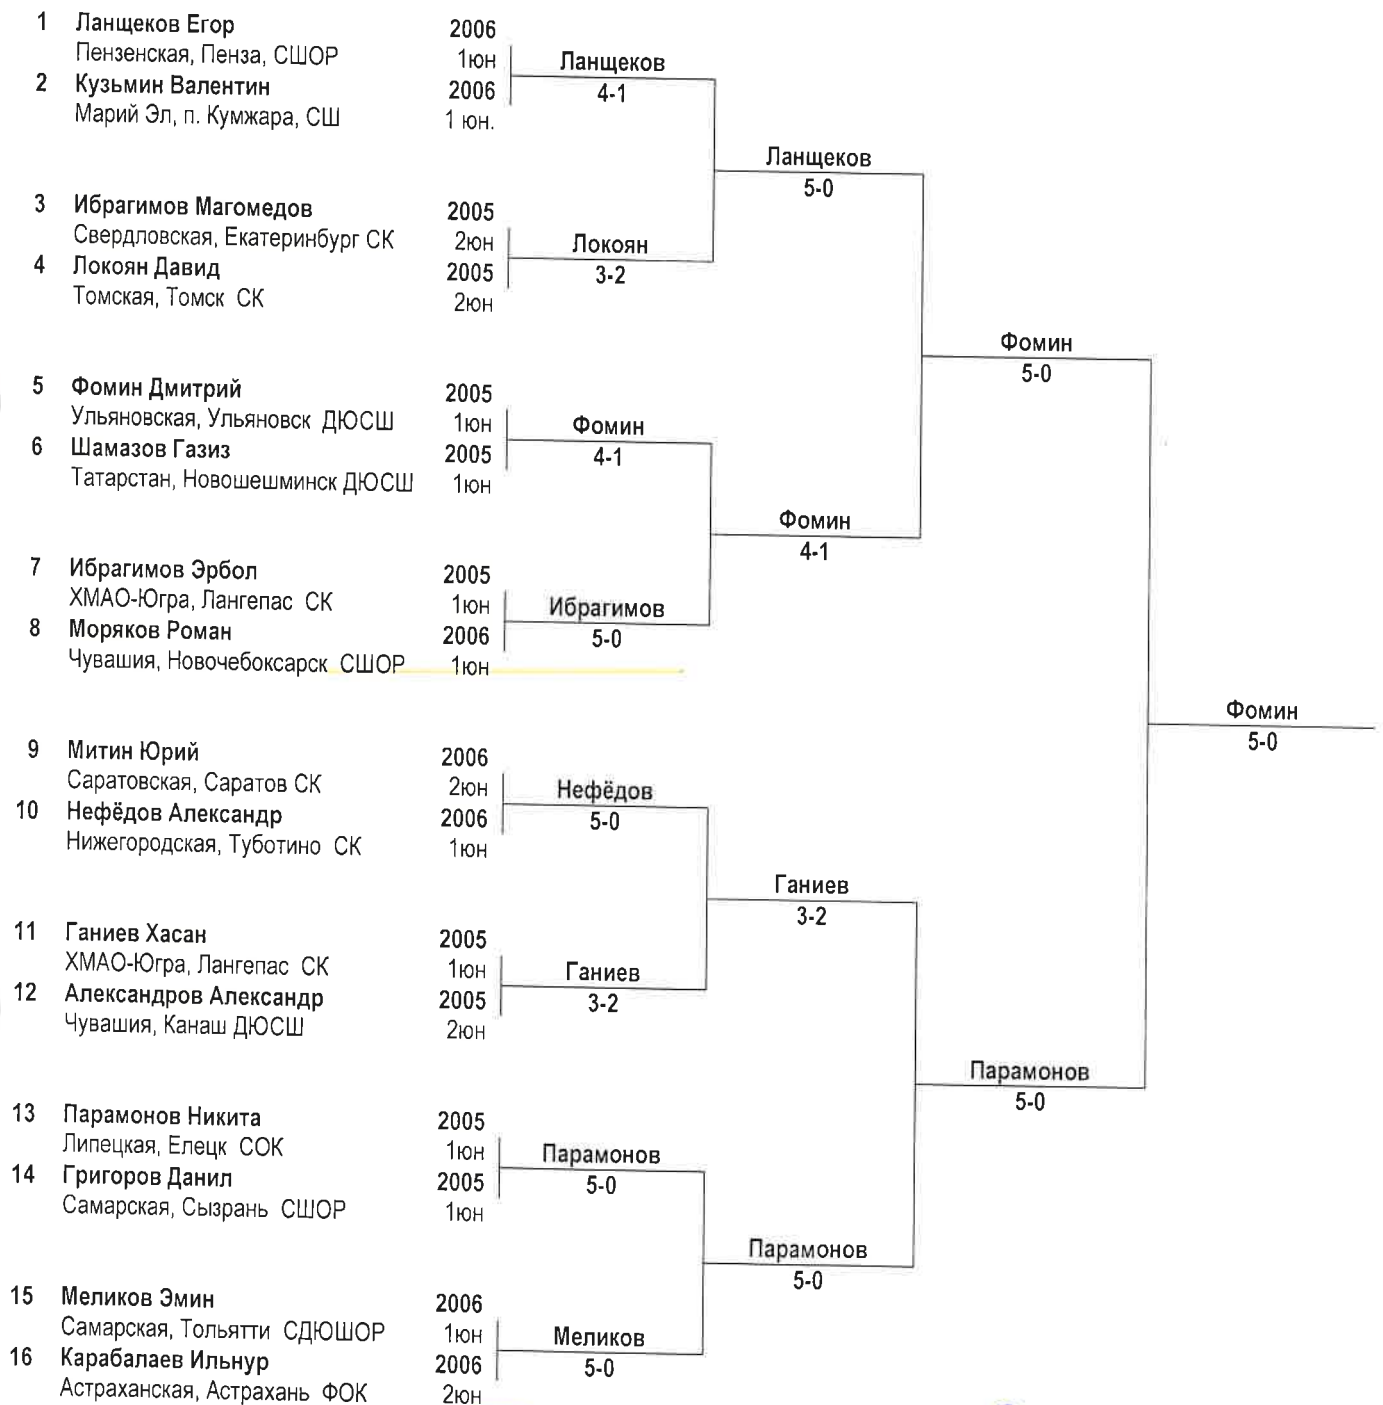 1 Ланщеков Егор 2006
Пензенская, Пенза, СШОР 1юн
Ланщеков
2 Кузьмин Валентин 2006
4-1
Марий Эл, п. Кумжара, СШ 1 юн.
Ланщеков
5-0
3 Ибрагимов Магомедов 2005
Свердловская, Екатеринбург СК 2юн
Локоян
4 Локоян Давид 2005
3-2
Томская, Томск СК 2юн
Фомин
5-0
5 Фомин Дмитрий 2005
Ульяновская, Ульяновск ДЮСШ 1юн
Фомин
6 Шамазов Газиз 2005
4-1
Татарстан, Новошешминск ДЮСШ 1юн
Фомин
4-1
7 Ибрагимов Эрбол 2005
ХМАО-Югра, Лангепас СК 1юн
Ибрагимов
8 Моряков Роман 2006
5-0
Чувашия, Новочебоксарск СШОР 1юн
Фомин
5-0
9 Митин Юрий 2006
Саратовская, Саратов СК 2юн
Нефёдов
10 Нефёдов Александр 2006
5-0
Нижегородская, Туботино СК 1юн
Ганиев
3-2
11 Ганиев Хасан 2005
ХМАО-Югра, Лангепас СК 1юн
Ганиев
12 Александров Александр 2005
3-2
Чувашия, Канаш ДЮСШ 2юн
Парамонов
5-0
13 Парамонов Никита 2005
Липецкая, Елецк СОК 1юн
Парамонов
14 Григоров Данил 2005
5-0
Самарская, Сызрань СШОР 1юн
Парамонов
5-0
15 Меликов Эмин 2006
Самарская, Тольятти СДЮШОР 1юн
Меликов
16 Карабалаев Ильнур 2006
5-0
Астраханская, Астрахань ФОК 2юн